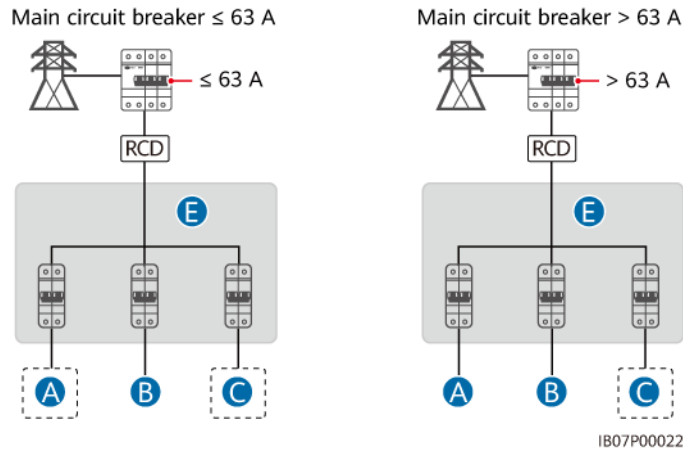 Main circuit breaker ≤ 63 A
Main circuit breaker > 63 A
≤ 63 A
> 63 A
RCD
RCD
E
E
A
B
C
A
B
C
IB07P00022